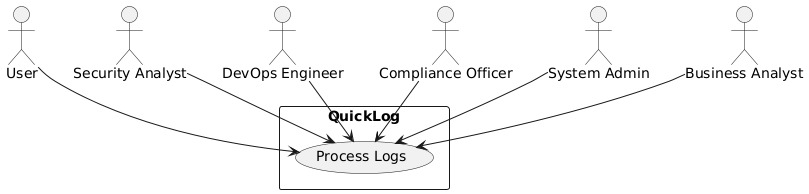 User
Security Analyst
DevOps Engineer
Compliance Officer
System Admin
Business Analyst
QuickLog
Process Logs